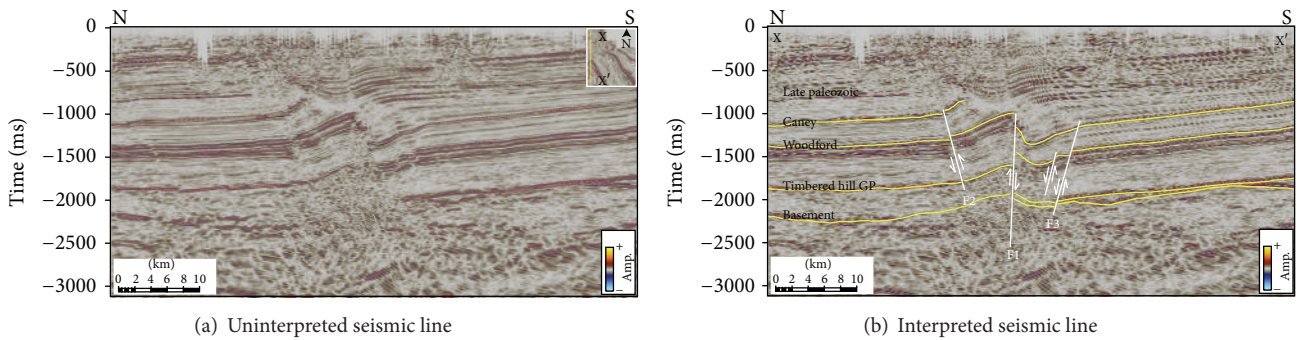 N S
0
−500
−1000
−1500
−2000
−2500
−3000
Time (ms)
X
N
X′
(km)
0 2 4 6 8 10
+
Amp.
−
(a) Uninterpreted seismic line
N S
0
−500
−1000
−1500
−2000
−2500
−3000
Time (ms)
X X′
Late paleozoic
Caney
Woodford
Timbered hill GP
Basement
F2
F3
F1
(km)
0 2 4 6 8 10
+
Amp.
−
(b) Interpreted seismic line